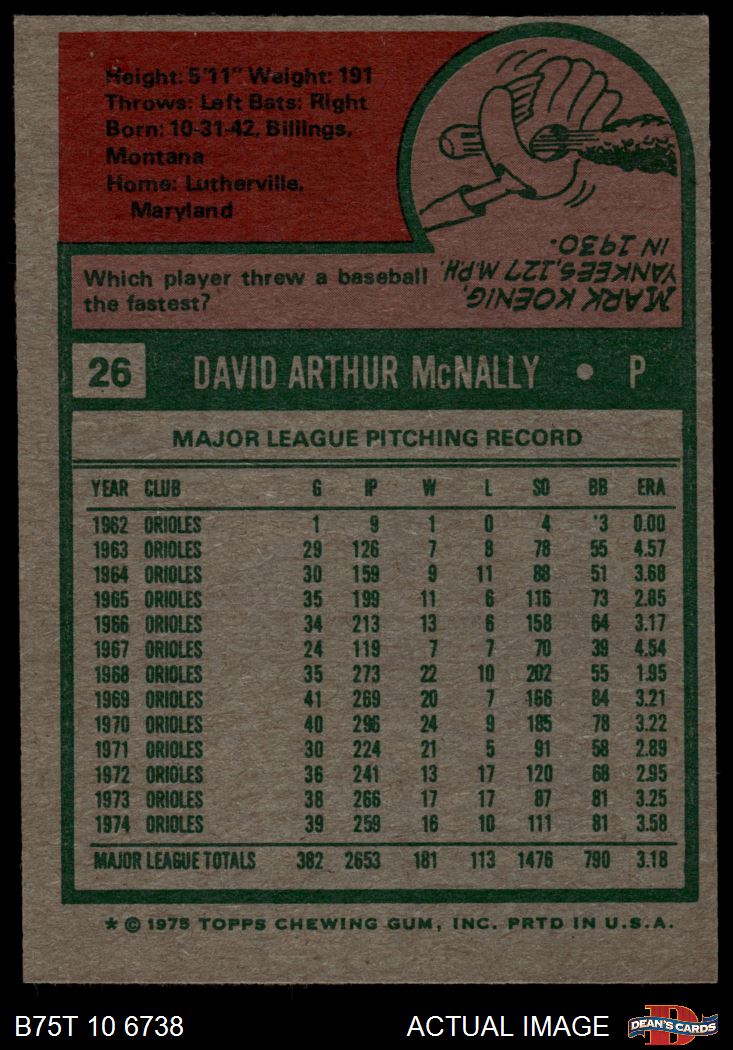 Height: 5'11" Weight: 191
Throws: Left Bats: Right
Born: 10-31-42, Billings,
Montana
Home: Lutherville,
Maryland
Which player threw a baseball
the fastest?
MARK KOENIG,
YANKEES, 127 M.P.H.
IN 1930.
26 DAVID ARTHUR McNALLY • P
MAJOR LEAGUE PITCHING RECORD
YEAR CLUB G IP W L SO BB ERA
1962 ORIOLES 1 9 1 0 4 3 0.00
1963 ORIOLES 29 126 7 8 78 55 4.57
1964 ORIOLES 30 159 9 11 88 51 3.68
1965 ORIOLES 35 199 11 6 116 73 2.85
1966 ORIOLES 34 213 13 6 158 64 3.17
1967 ORIOLES 24 119 7 7 70 39 4.54
1968 ORIOLES 35 273 22 10 202 55 1.95
1969 ORIOLES 41 269 20 7 166 84 3.21
1970 ORIOLES 40 296 24 9 185 78 3.22
1971 ORIOLES 30 224 21 5 91 58 2.89
1972 ORIOLES 36 241 13 17 120 68 2.95
1973 ORIOLES 38 266 17 17 87 81 3.25
1974 ORIOLES 39 259 16 10 111 81 3.58
MAJOR LEAGUE TOTALS 382 2653 181 113 1476 790 3.18
* © 1975 TOPPS CHEWING GUM, INC. PRTD IN U.S.A.
B75T 10 6738 ACTUAL IMAGE DEAN'S CARDS